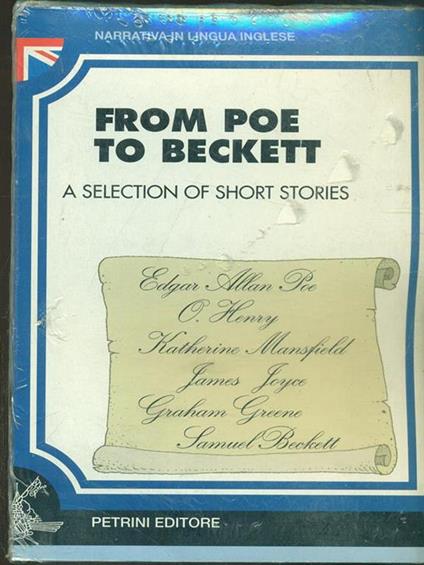 NARRATIVA IN LINGUA INGLESE
FROM POE
TO BECKETT
A SELECTION OF SHORT STORIES
Edgar Allan Poe
O. Henry
Katherine Mansfield
James Joyce
Graham Greene
Samuel Beckett
PETRINI EDITORE